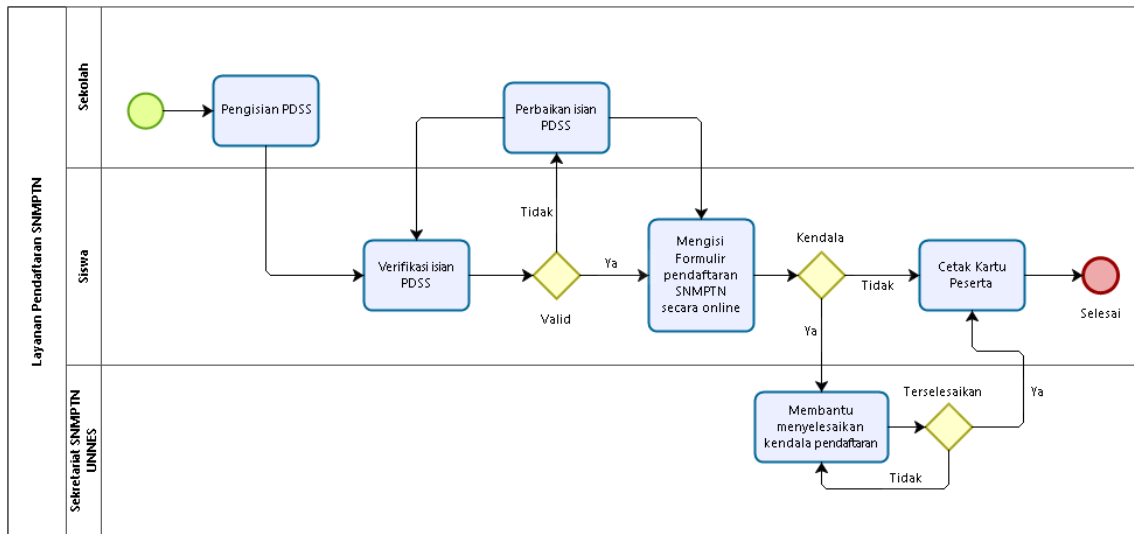 Layanan Pendaftaran SNMPTN
Sekolah
Pengisian PDSS
Perbaikan isian
PDSS
Siswa
Verifikasi isian
PDSS
Tidak
Valid
Ya
Mengisi
Formulir
pendaftaran
SNMPTN
secara online
Kendala
Tidak
Ya
Cetak Kartu
Peserta
Selesai
Sekretariat SNMPTN
UNNES
Membantu
menyelesaikan
kendala pendaftaran
Terselesaikan
Ya
Tidak